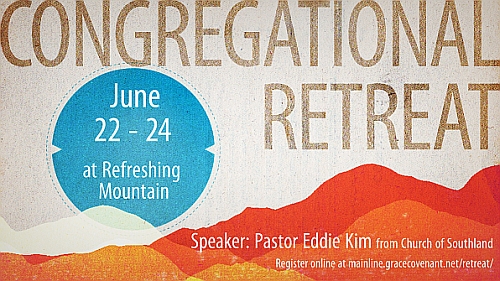 CONGREGATIONAL
RETREAT
June
22 - 24
at Refreshing
Mountain
Speaker: Pastor Eddie Kim from Church of Southland
Register online at mainline.gracecovenant.net/retreat/